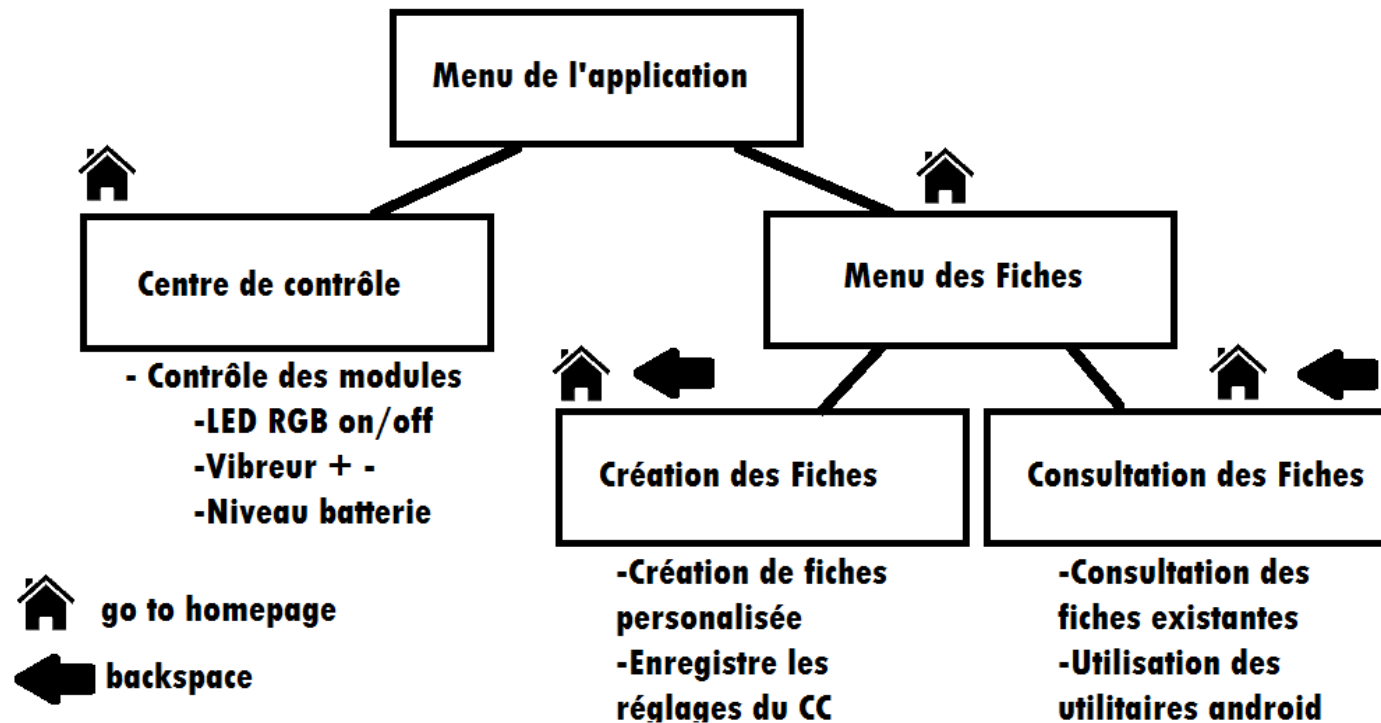 Menu de l'application
Centre de contrôle
Menu des Fiches
- Contrôle des modules
-LED RGB on/off
-Vibreur + -
-Niveau batterie
Création des Fiches
Consultation des Fiches
-Création de fiches
personalisée
-Enregistre les
réglages du CC
-Consultation des
fiches existantes
-Utilisation des
utilitaires android
go to homepage
backspace